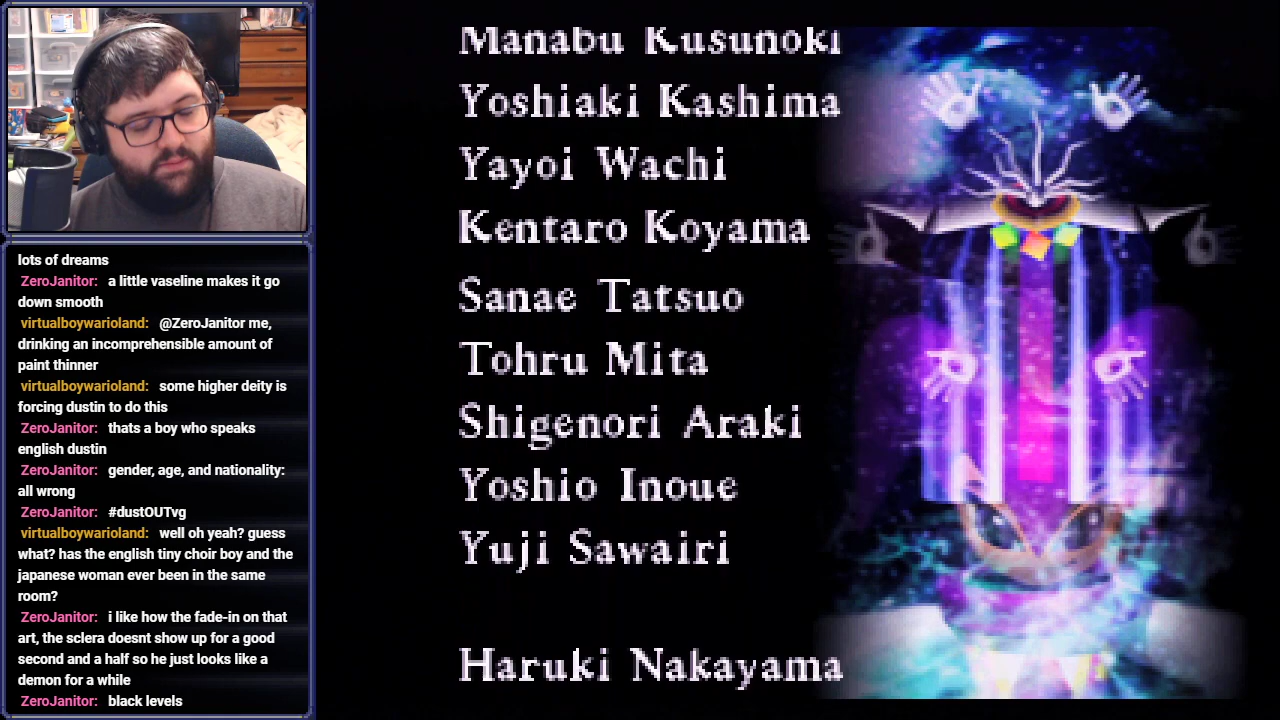 lots of dreams
ZeroJanitor: a little vaseline makes it go
down smooth
virtualboywarioland: @ZeroJanitor me,
drinking an incomprehensible amount of
paint thinner
virtualboywarioland: some higher deity is
forcing dustin to do this
ZeroJanitor: thats a boy who speaks
english dustin
ZeroJanitor: gender, age, and nationality:
all wrong
ZeroJanitor: #dustOUTvg
virtualboywarioland: well oh yeah? guess
what? has the english tiny choir boy and the
japanese woman ever been in the same
room?
ZeroJanitor: i like how the fade-in on that
art, the sclera doesnt show up for a good
second and a half so he just looks like a
demon for a while
ZeroJanitor: black levels
Manabu Kusunoki
Yoshiaki Kashima
Yayoi Wachi
Kentaro Koyama
Sanae Tatsuo
Tohru Mita
Shigenori Araki
Yoshio Inoue
Yuji Sawairi
Haruki Nakayama